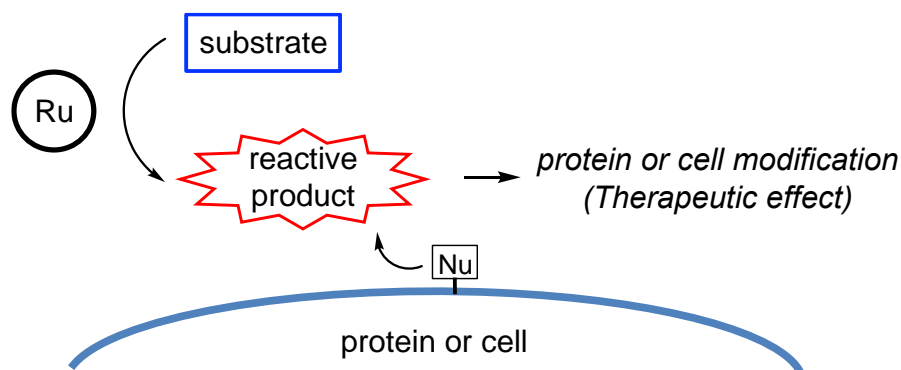 substrate
Ru
reactive
product
protein or cell modification
(Therapeutic effect)
Nu
protein or cell